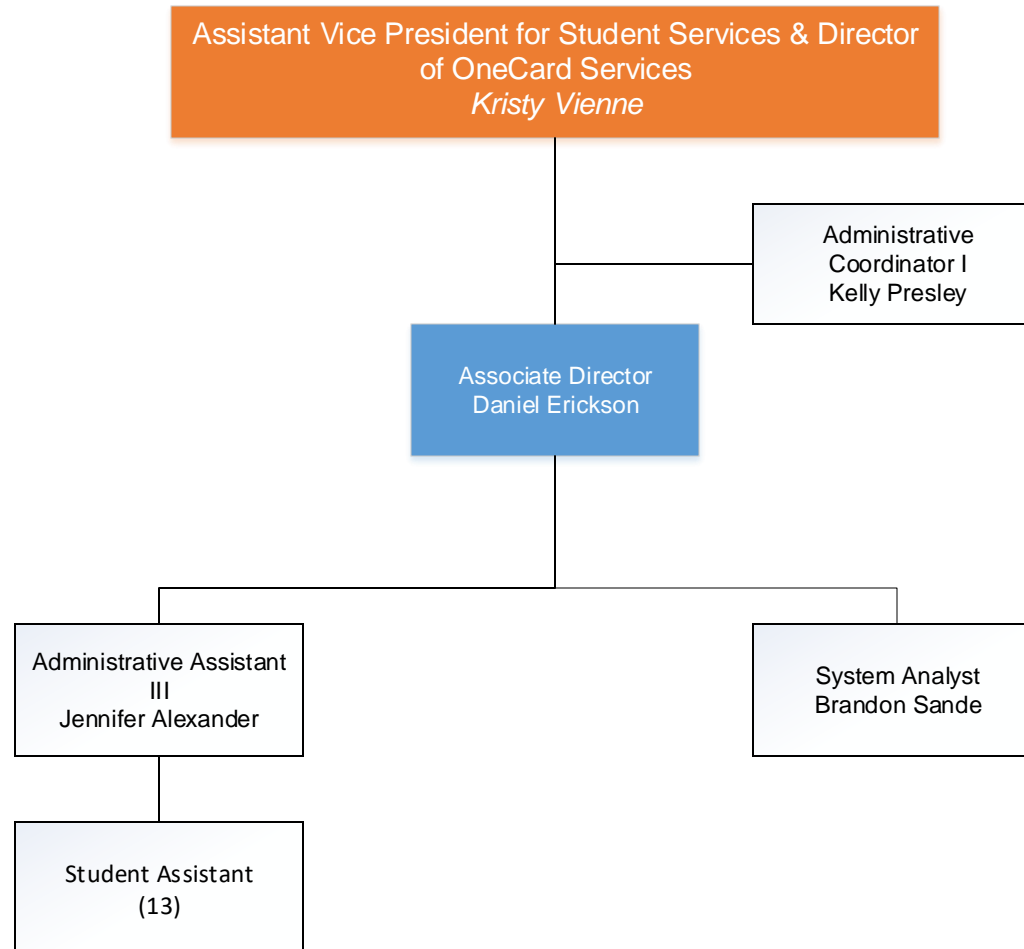 Assistant Vice President for Student Services & Director
of OneCard Services
Kristy Vienne
Administrative
Coordinator I
Kelly Presley
Associate Director
Daniel Erickson
Administrative Assistant
III
Jennifer Alexander
System Analyst
Brandon Sande
Student Assistant
(13)